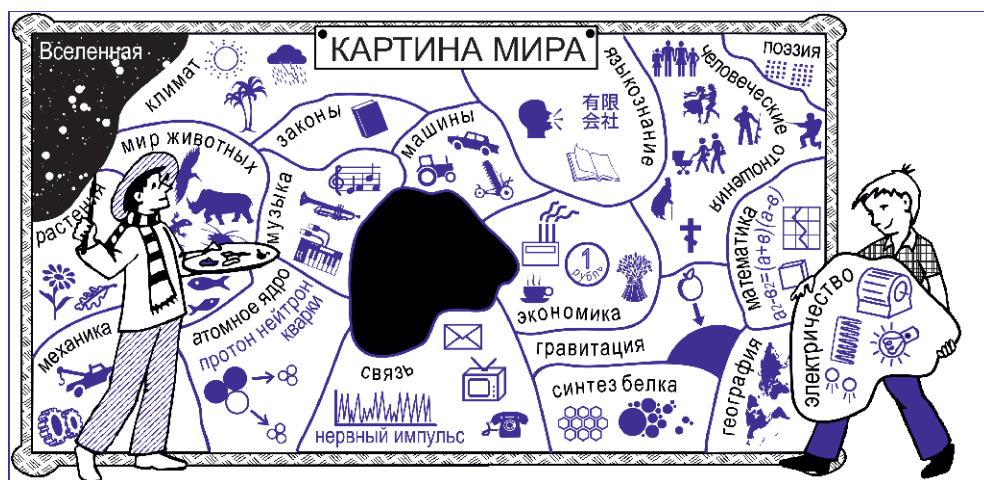 Вселенная
КАРТИНА МИРА
климат
законы
машины
языкознание
有限
会社
человеческие
отношения
поэзия
мир животных
растения
музыка
математика
a²-в²=(a+в)(a-в)
экономика
1
рубль
механика
атомное ядро
протон нейтрон
кварки
связь
нервный импульс
гравитация
синтез белка
география
электричество